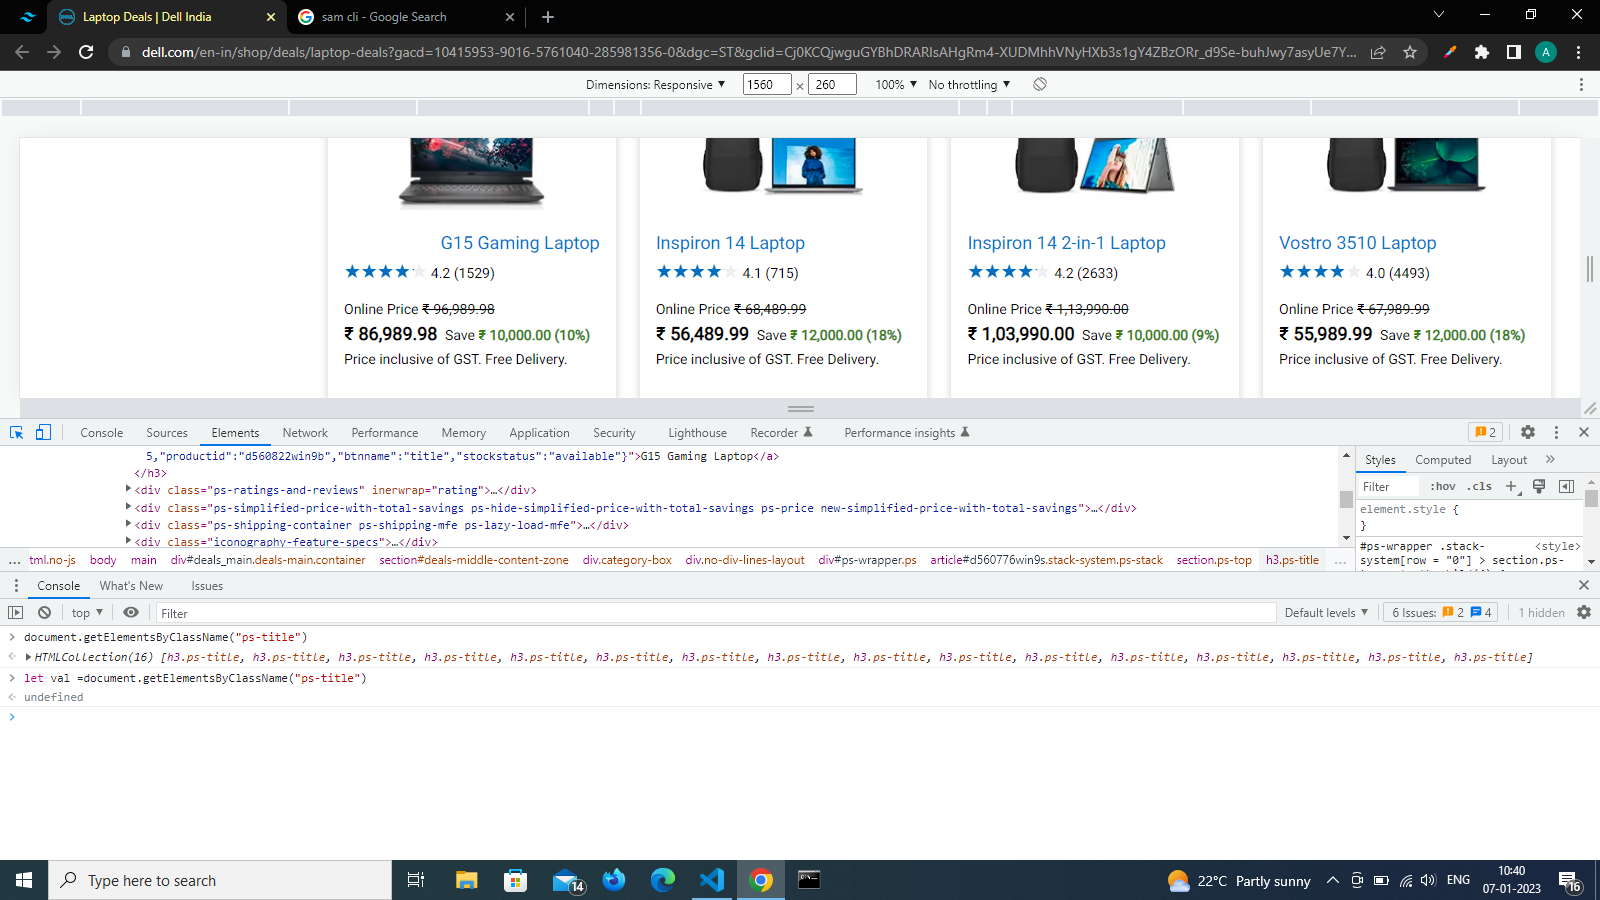 Laptop Deals | Dell India
sam cli - Google Search
dell.com/en-in/shop/deals/laptop-deals?gacd=10415953-9016-5761040-285981356-0&dgc=ST&gclid=Cj0KCQjwguGYBhDRARIsAHgRm4-XUDMhhVNyHXb3s1gY4ZBzORr_d9Se-buhJwy7asyUe7Y...
A
Dimensions: Responsive 1560 × 260 100% No throttling
G15 Gaming Laptop
4.2 (1529)
Online Price ₹ 96,989.98
₹ 86,989.98 Save ₹ 10,000.00 (10%)
Price inclusive of GST. Free Delivery.
Inspiron 14 Laptop
4.1 (715)
Online Price ₹ 68,489.99
₹ 56,489.99 Save ₹ 12,000.00 (18%)
Price inclusive of GST. Free Delivery.
Inspiron 14 2-in-1 Laptop
4.2 (2633)
Online Price ₹ 1,13,990.00
₹ 1,03,990.00 Save ₹ 10,000.00 (9%)
Price inclusive of GST. Free Delivery.
Vostro 3510 Laptop
4.0 (4493)
Online Price ₹ 67,989.99
₹ 55,989.99 Save ₹ 12,000.00 (18%)
Price inclusive of GST. Free Delivery.
Console Sources Elements Network Performance Memory Application Security Lighthouse Recorder Performance insights 2
5,"productid":"d560822win9b","btnname":"title","stockstatus":"available"}">G15 Gaming Laptop</a>
</h3>
<div class="ps-ratings-and-reviews" inerwrap="rating">…</div>
<div class="ps-simplified-price-with-total-savings ps-hide-simplified-price-with-total-savings ps-price new-simplified-price-with-total-savings">…</div>
<div class="ps-shipping-container ps-shipping-mfe ps-lazy-load-mfe">…</div>
<div class="iconography-feature-specs">…</div>
Styles Computed Layout »
Filter :hov .cls +
element.style {
}
#ps-wrapper .stack- <style>
system[row = "0"] > section.ps-
... tml.no-js body main div#deals_main.deals-main.container section#deals-middle-content-zone div.category-box div.no-div-lines-layout div#ps-wrapper.ps article#d560776win9s.stack-system.ps-stack section.ps-top h3.ps-title ...
Console What's New Issues
top Filter Default levels 6 Issues: 2 4 1 hidden
document.getElementsByClassName("ps-title")
HTMLCollection(16) [h3.ps-title, h3.ps-title, h3.ps-title, h3.ps-title, h3.ps-title, h3.ps-title, h3.ps-title, h3.ps-title, h3.ps-title, h3.ps-title, h3.ps-title, h3.ps-title, h3.ps-title, h3.ps-title, h3.ps-title, h3.ps-title]
let val =document.getElementsByClassName("ps-title")
undefined
Type here to search
14
22°C Partly sunny
ENG
10:40
07-01-2023
16